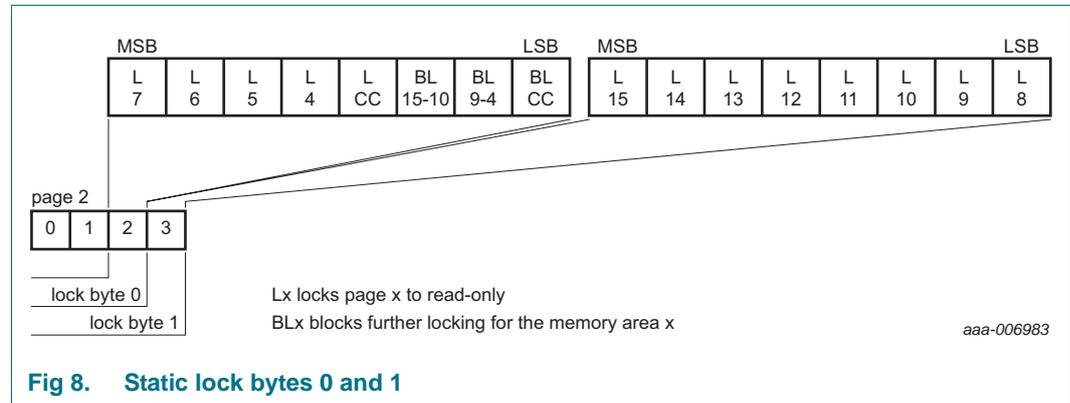 MSB LSB MSB LSB
L L L L L BL BL BL L L L L L L L L
7 6 5 4 CC 15-10 9-4 CC 15 14 13 12 11 10 9 8
page 2
0 1 2 3
lock byte 0 Lx locks page x to read-only
lock byte 1 BLx blocks further locking for the memory area x
aaa-006983
Fig 8. Static lock bytes 0 and 1